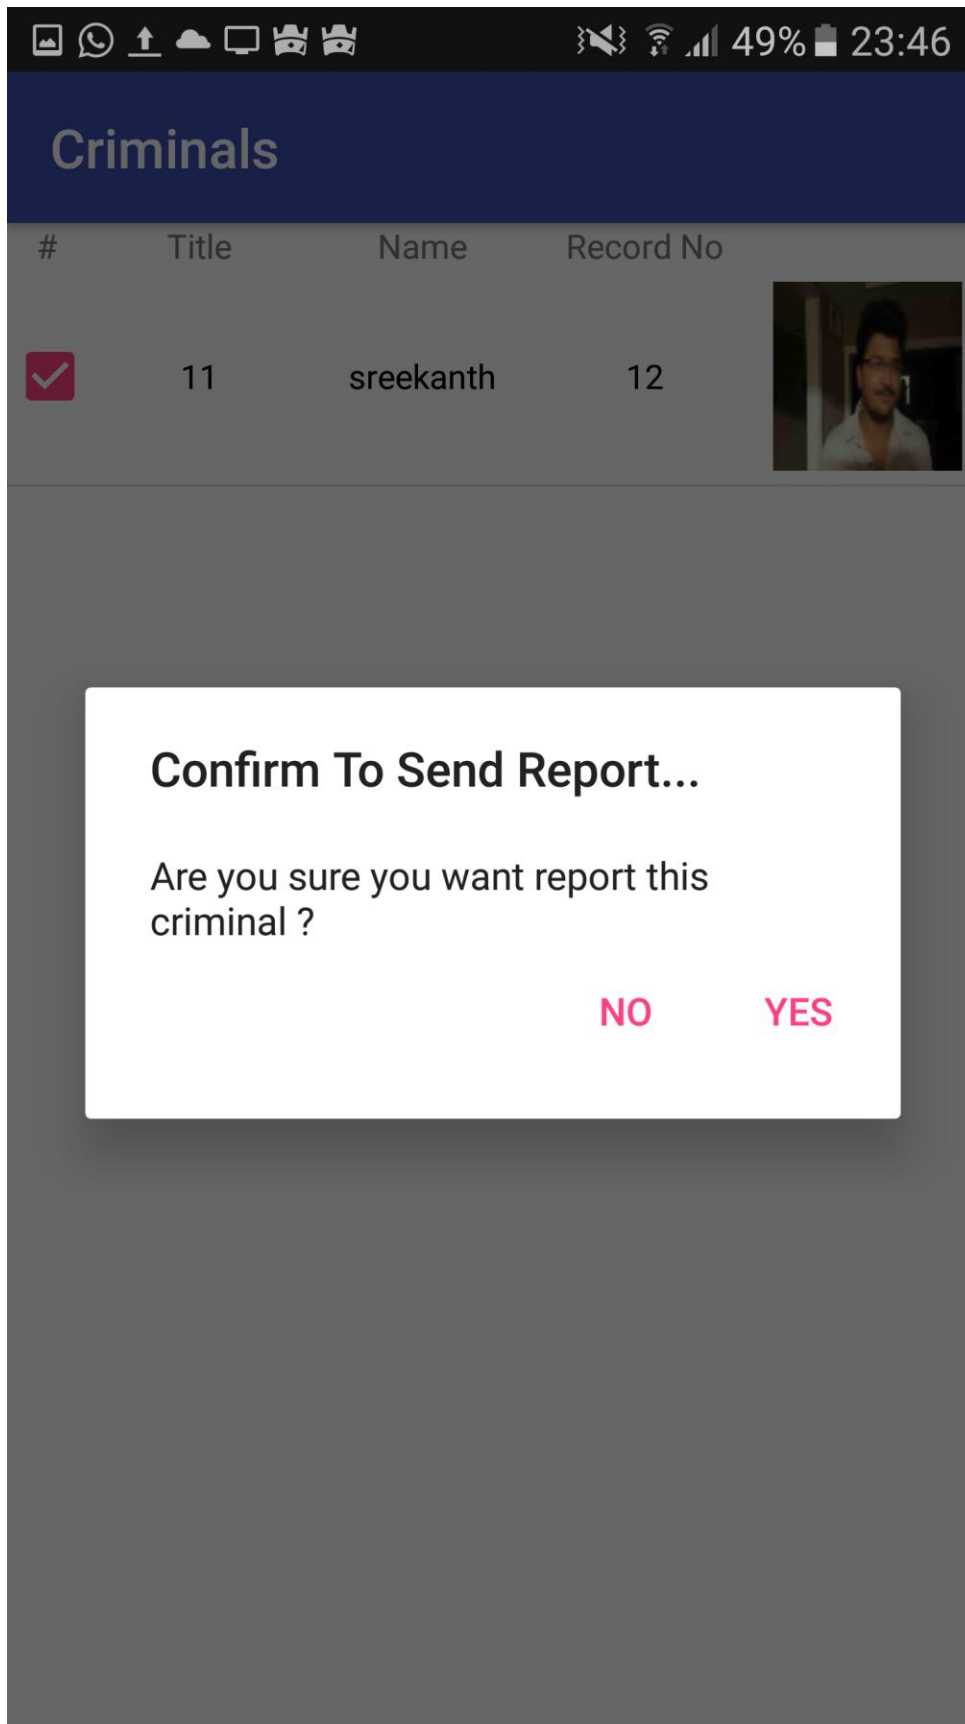 49% 23:46
Criminals
# Title Name Record No
11 sreekanth 12
Confirm To Send Report...
Are you sure you want report this
criminal ?
NO YES